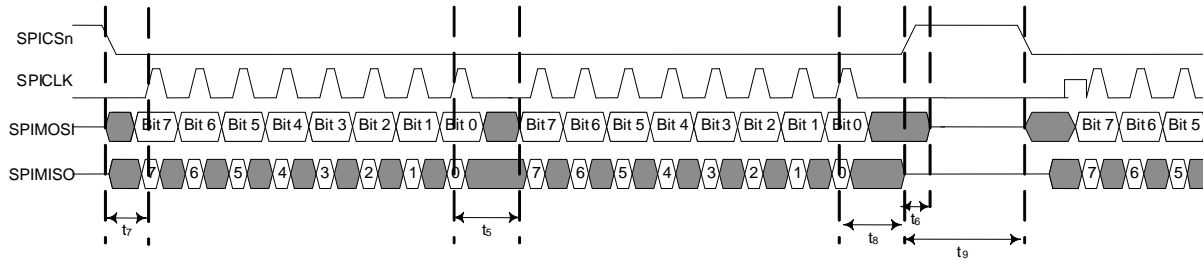 SPICSn
SPICLK
SPIMOSI Bit 7 Bit 6 Bit 5 Bit 4 Bit 3 Bit 2 Bit 1 Bit 0 Bit 7 Bit 6 Bit 5 Bit 4 Bit 3 Bit 2 Bit 1 Bit 0 Bit 7 Bit 6 Bit 5
SPIMISO 7 6 5 4 3 2 1 0 7 6 5 4 3 2 1 0 7 6 5
t7 t5 t8 t6 t9